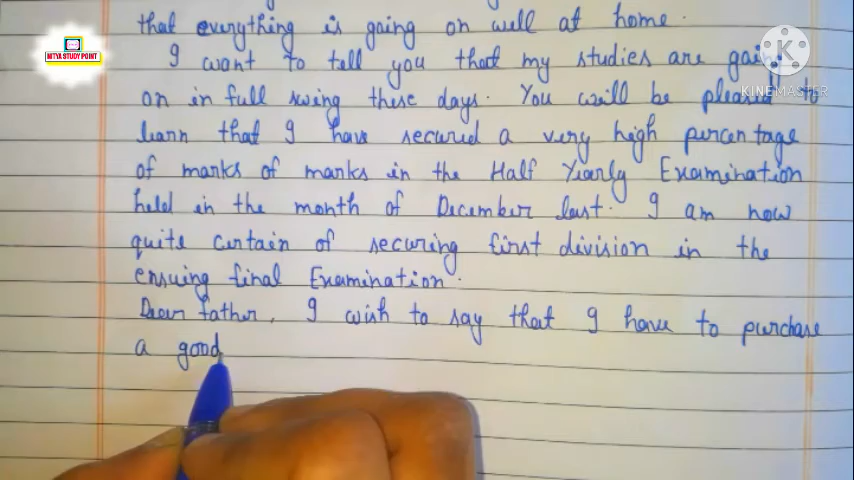 that everything is going on well at home.
I want to tell you that my studies are going
on in full swing these days. You will be pleased to
learn that I have secured a very high percentage
of marks of marks in the Half Yearly Examination
held in the month of December last. I am now
quite certain of securing first division in the
ensuing final Examination.
Dear father, I wish to say that I have to purchase
a good
NITYA STUDY POINT
KINEMASTER